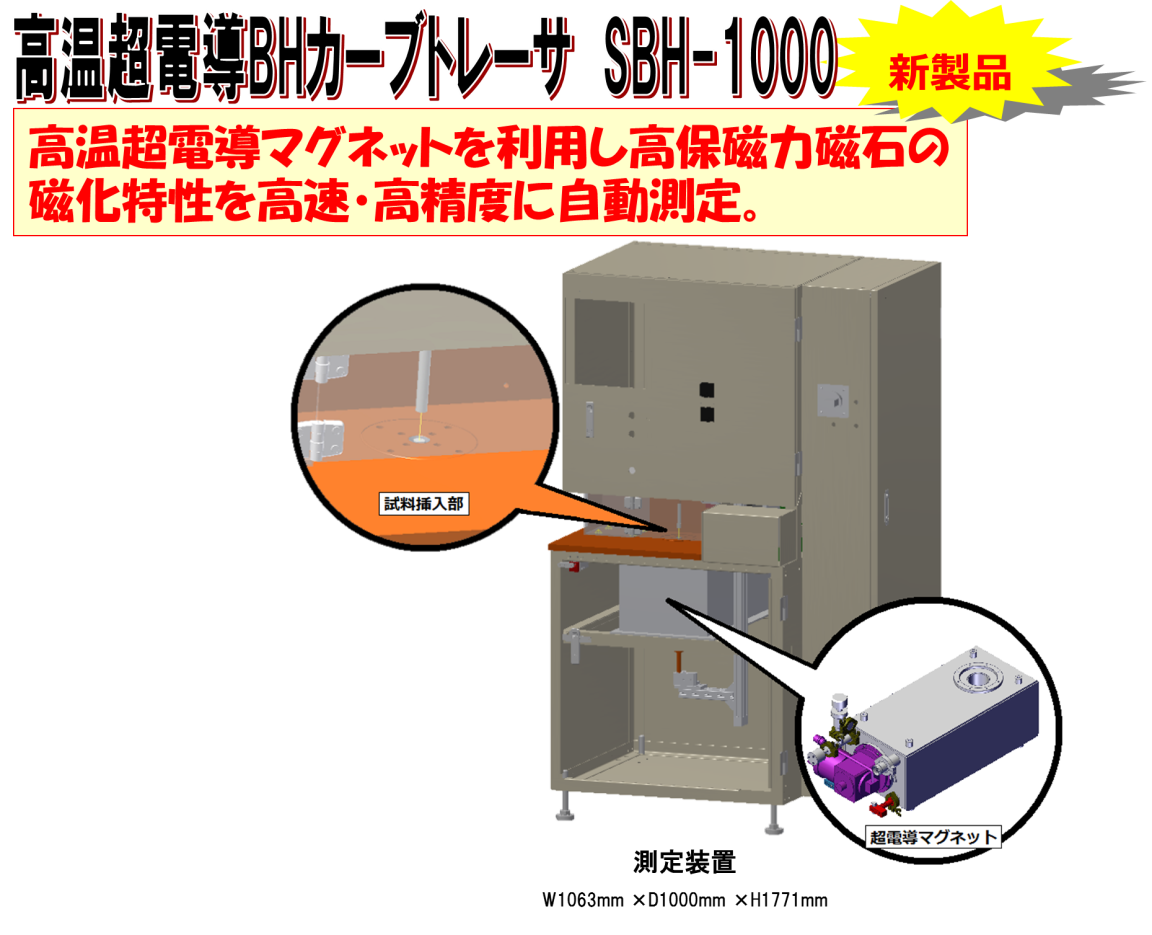 高温超電導BHカーブトレーサ SBH-1000
新製品
高温超電導マグネットを利用し高保磁力磁石の
磁化特性を高速・高精度に自動測定。
試料挿入部
超電導マグネット
測定装置
W1063mm ×D1000mm ×H1771mm